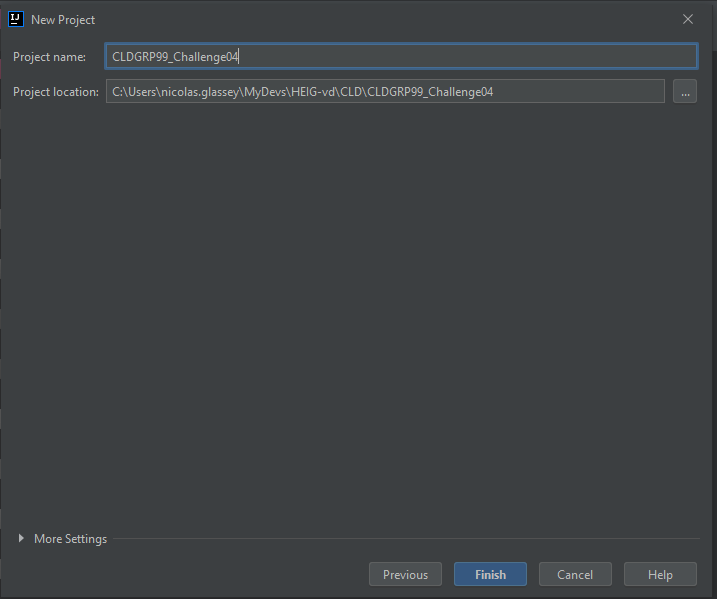 IJ New Project
Project name: CLDGRP99_Challenge04
Project location: C:\Users\nicolas.glassey\MyDevs\HEIG-vd\CLD\CLDGRP99_Challenge04 ...
More Settings
Previous Finish Cancel Help